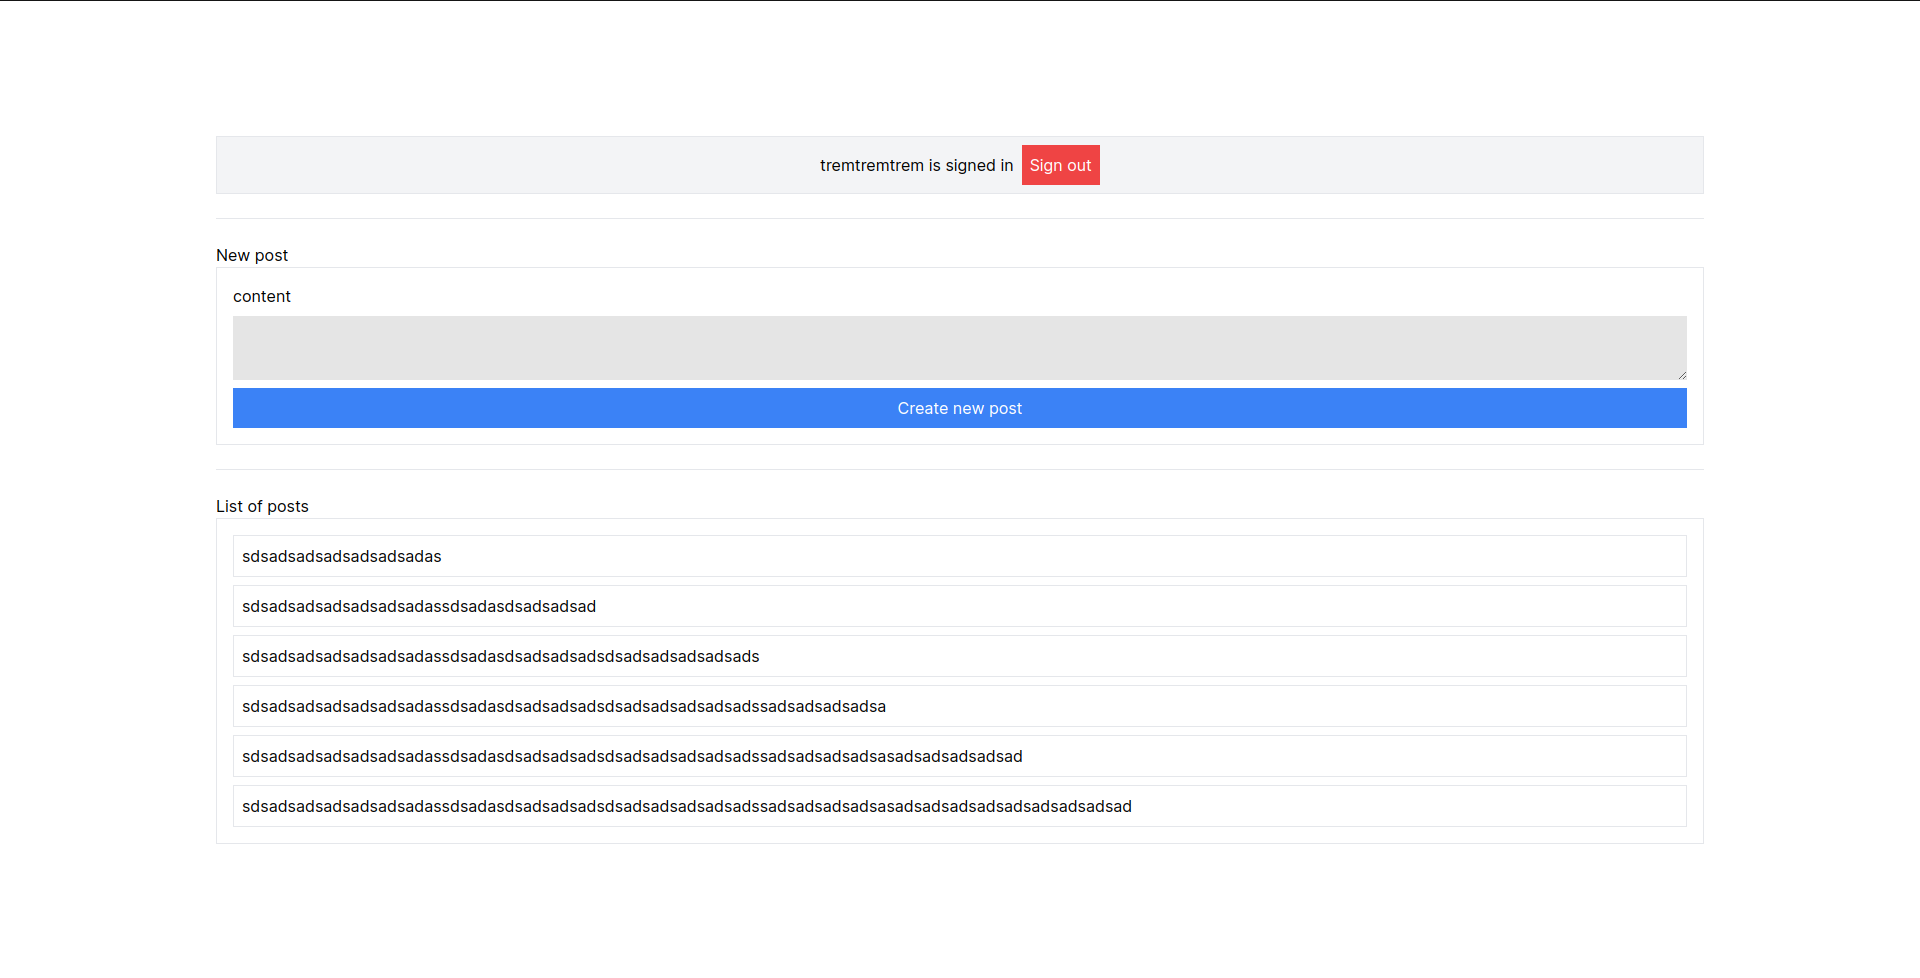 tremtremtrem is signed in Sign out
New post
content
Create new post
List of posts
sdsadsadsadsadsadsadas
sdsadsadsadsadsadsadassdsadasdsadsadsad
sdsadsadsadsadsadsadassdsadasdsadsadsadsdsadsadsadsadsads
sdsadsadsadsadsadsadassdsadasdsadsadsadsdsadsadsadsadsadssadsadsadsadsa
sdsadsadsadsadsadsadassdsadasdsadsadsadsdsadsadsadsadsadssadsadsadsadsasadsadsadsadsad
sdsadsadsadsadsadsadassdsadasdsadsadsadsdsadsadsadsadsadssadsadsadsadsasadsadsadsadsadsadsadsadsad